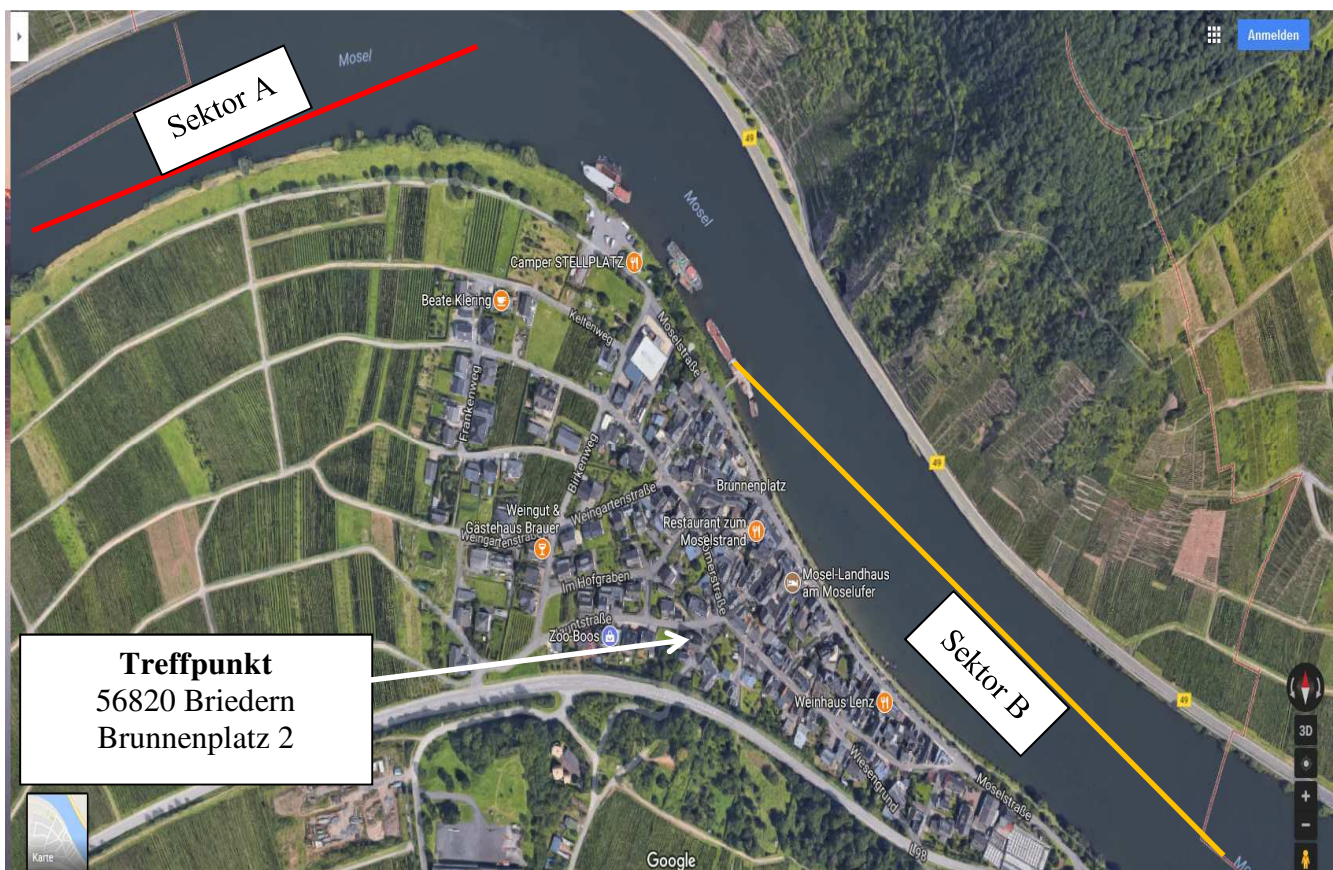 Mosel
Anmelden
Sektor A
49
Mosel
Camper STELLPLATZ
Beate Klering
Keltenweg
Moselstraße
Frankenweg
49
Birkenweg
Brunnenplatz
Weingut &
Gästehaus Brauer
Weingartenstraße
Weingartenstraße
Restaurant zum
Moselstrand
Römerstraße
Im Hofgraben
Mosel-Landhaus
am Moselufer
Zoo-Boos
Treffpunkt
56820 Briedern
Brunnenplatz 2
Sektor B
Weinhaus Lenz
49
3D
Wiesengrund
Moselstraße
L98
Karte
Google